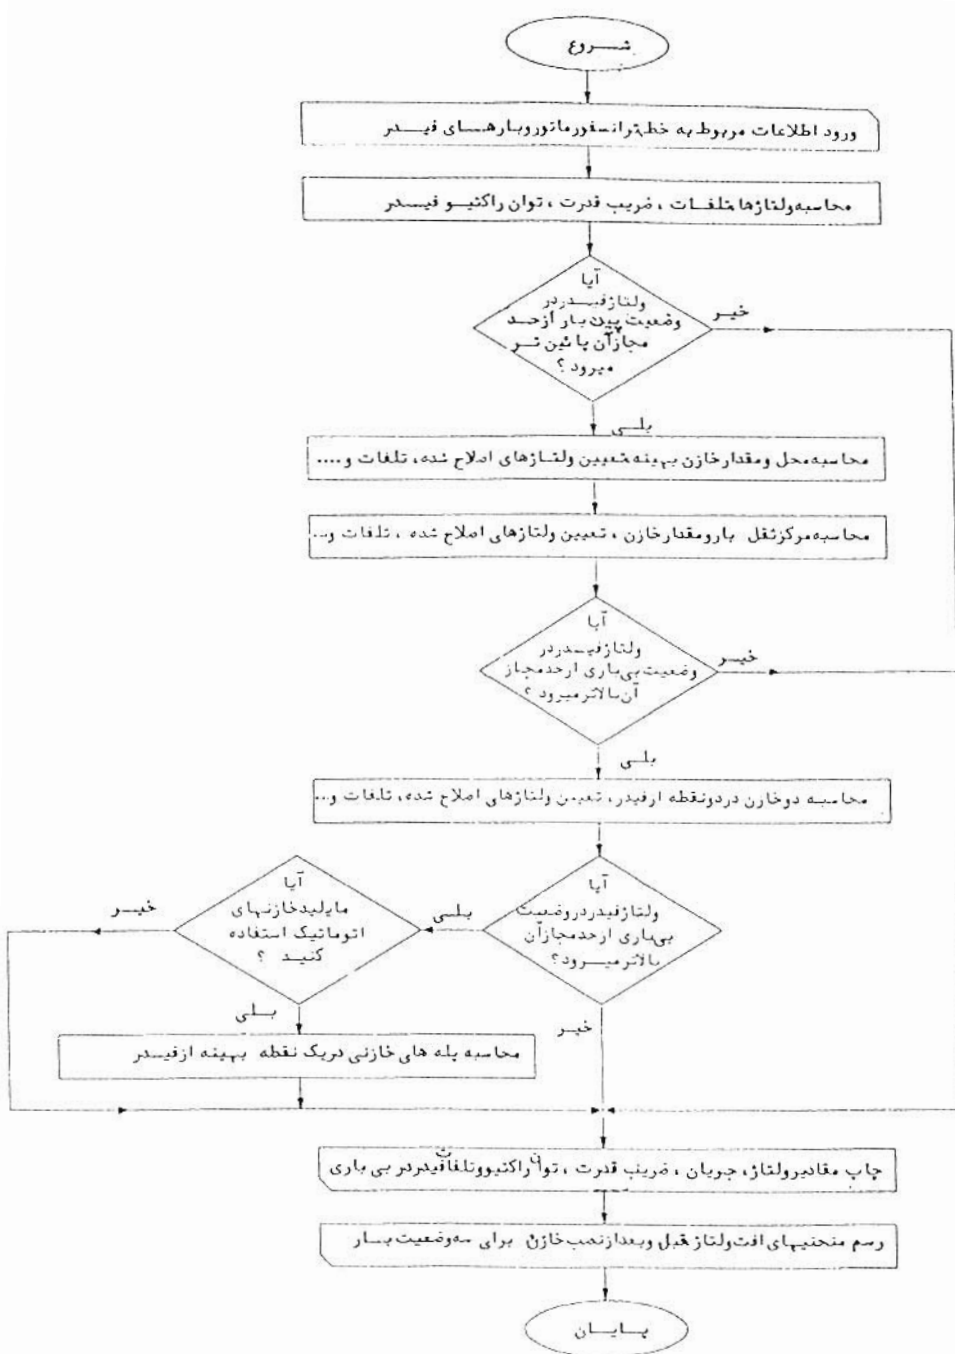 شروع
ورود اطلاعات مربوط به خط، ترانسفورماتور و بارهای فیدر
محاسبه ولتاژها، تلفات ، ضریب قدرت ، توان راکتیو فیدر
آیا
ولتاژ فیدر در
وضعیت پیک بار از حد
مجاز آن پائین تر
میرود ؟
خیر
بلی
محاسبه محل و مقدار خازن بهینه، تعیین ولتاژهای اصلاح شده، تلفات و ....
محاسبه مرکز ثقل بار و مقدار خازن ، تعیین ولتاژهای اصلاح شده ، تلفات و...
آیا
ولتاژ فیدر در
وضعیت بی باری از حد مجاز
آن بالاتر میرود ؟
خیر
بلی
محاسبه دو خازن در دو نقطه از فیدر، تعیین ولتاژهای اصلاح شده، تلفات و...
آیا
ولتاژ فیدر در وضعیت
بی باری از حد مجاز آن
بالاتر میرود؟
بلی
خیر
آیا
مایلید خازنهای
اتوماتیک استفاده
کنید ؟
خیر
بلی
محاسبه پله های خازنی در یک نقطه بهینه از فیدر
چاپ مقادیر ولتاژ، جریان ، ضریب قدرت ، توان راکتیو و تلفات فیدر در بی باری
رسم منحنیهای افت ولتاژ قبل و بعد از نصب خازن برای سه وضعیت بار
پایان